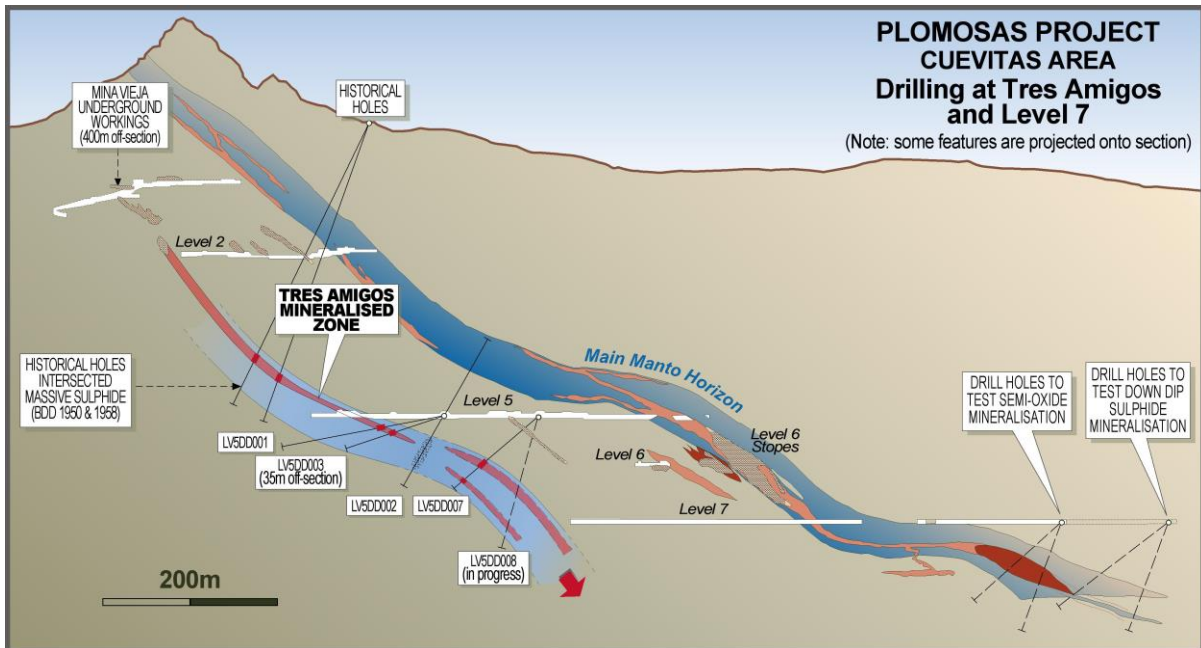 PLOMOSAS PROJECT
CUEVITAS AREA
Drilling at Tres Amigos
and Level 7
(Note: some features are projected onto section)
MINA VIEJA
UNDERGROUND
WORKINGS
(400m off-section)
HISTORICAL
HOLES
Level 2
TRES AMIGOS
MINERALISED
ZONE
HISTORICAL HOLES
INTERSECTED
MASSIVE SULPHIDE
(BDD 1950 & 1958)
Main Manto Horizon
DRILL HOLES TO
TEST SEMI-OXIDE
MINERALISATION
DRILL HOLES TO
TEST DOWN DIP
SULPHIDE
MINERALISATION
Level 5
Level 6
Stopes
Level 6
Level 7
LV5DD001
LV5DD003
(35m off-section)
LV5DD002
LV5DD007
LV5DD008
(in progress)
200m